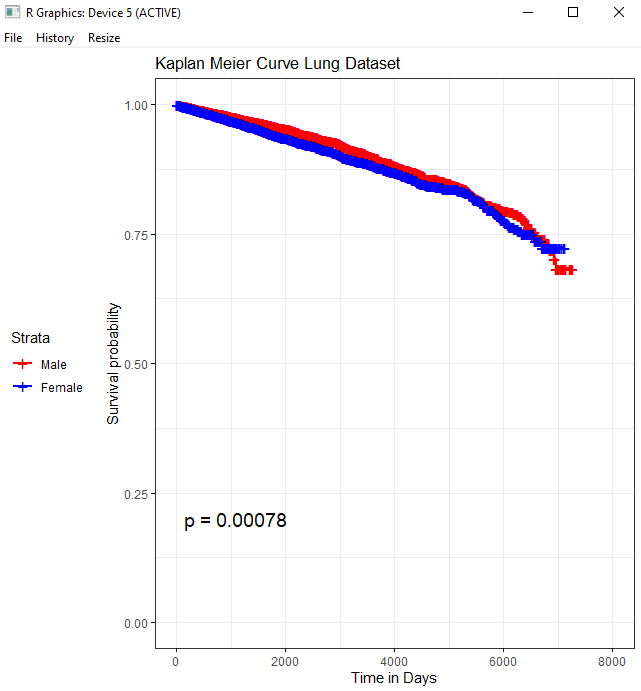 R Graphics: Device 5 (ACTIVE)
File History Resize
Kaplan Meier Curve Lung Dataset
1.00
0.75
0.50
0.25
0.00
Survival probability
Strata
Male
Female
p = 0.00078
0 2000 4000 6000 8000
Time in Days